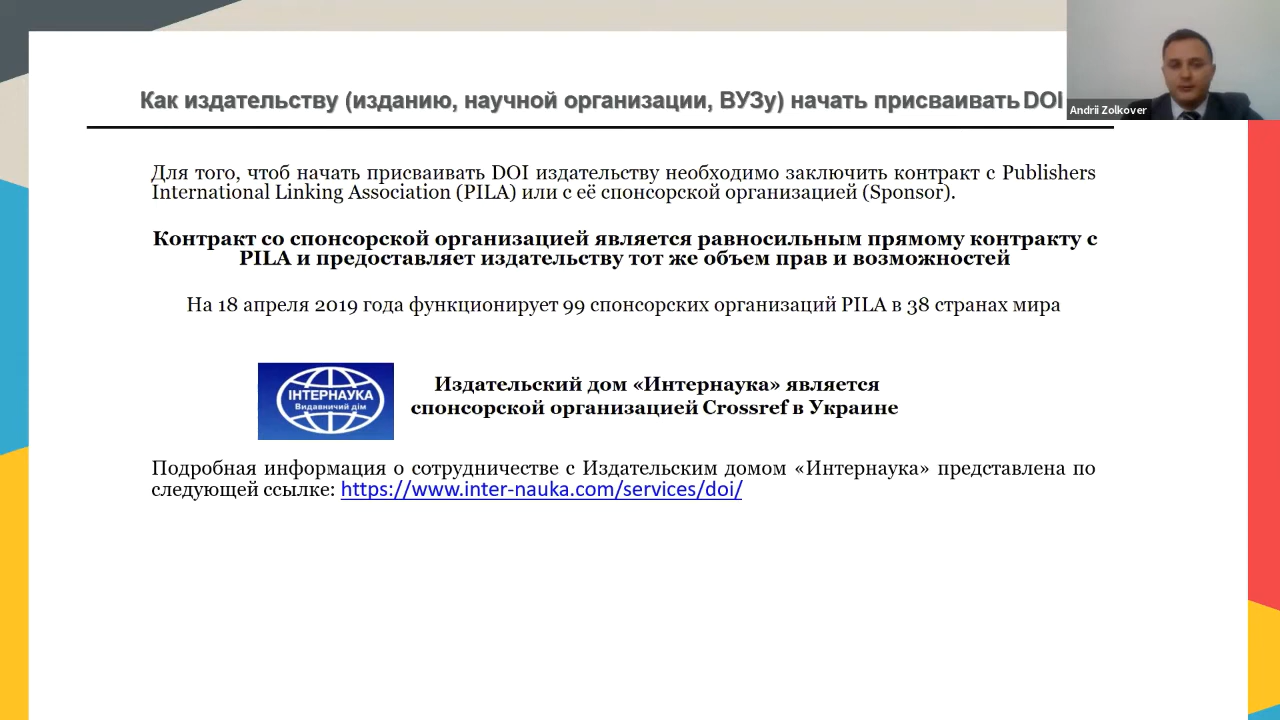 Как издательству (изданию, научной организации, ВУЗу) начать присваивать DOI
Andrii Zolkover
Для того, чтоб начать присваивать DOI издательству необходимо заключить контракт с Publishers
International Linking Association (PILA) или с её спонсорской организацией (Sponsor).
Контракт со спонсорской организацией является равносильным прямому контракту с
PILA и предоставляет издательству тот же объем прав и возможностей
На 18 апреля 2019 года функционирует 99 спонсорских организаций PILA в 38 странах мира
ІНТЕРНАУКА
Видавничий дім
Издательский дом «Интернаука» является
спонсорской организацией Crossref в Украине
Подробная информация о сотрудничестве с Издательским домом «Интернаука» представлена по
следующей ссылке: https://www.inter-nauka.com/services/doi/